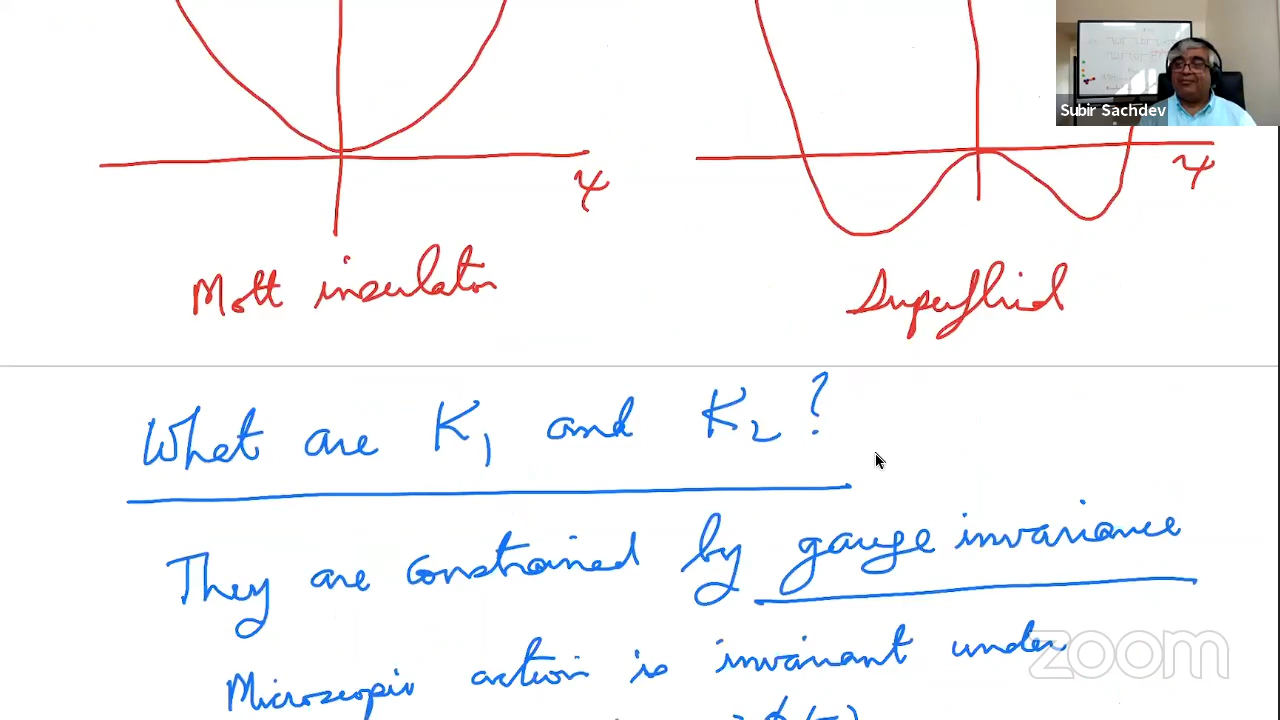 Subir Sachdev
Ψ
Ψ
Mott insulator
Superfluid
What are K₁ and K₂?
They are constrained by gauge invariance
Microscopic action is invariant under
zoom